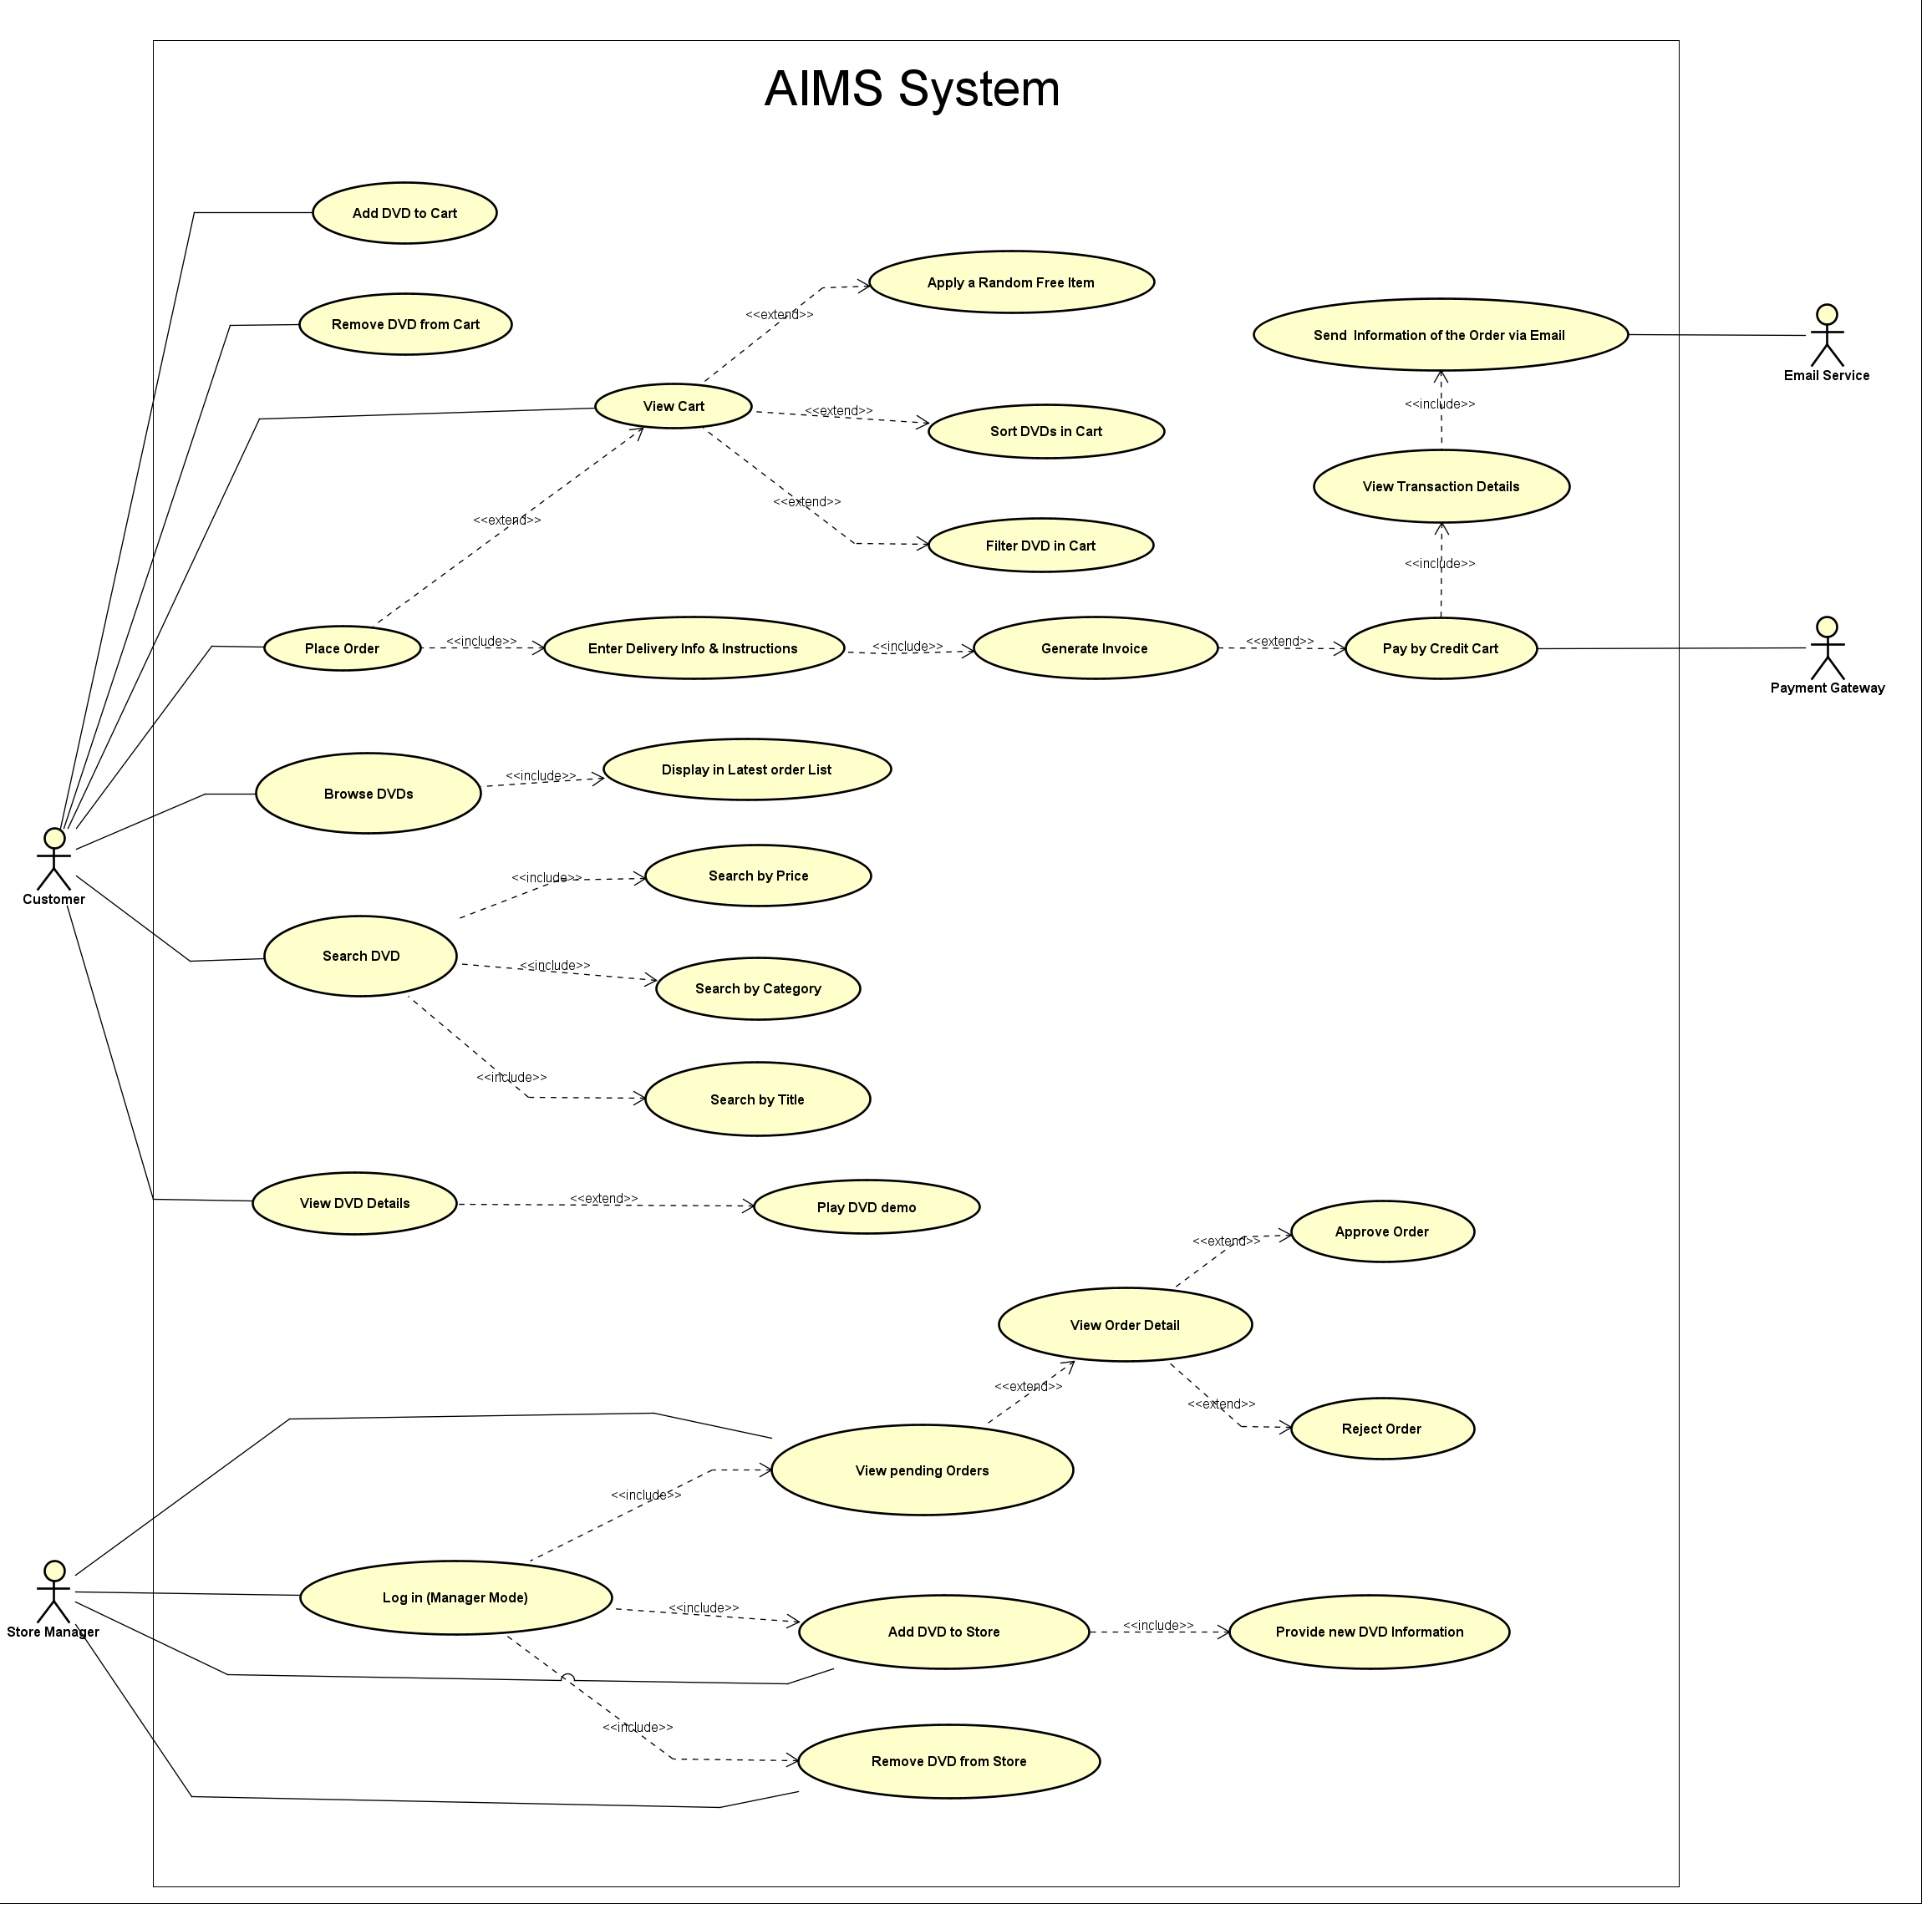 AIMS System
Add DVD to Cart
Apply a Random Free Item
<<extend>>
Remove DVD from Cart
Send  Information of the Order via Email
Email Service
View Cart
<<extend>>
Sort DVDs in Cart
<<include>>
View Transaction Details
<<extend>>
<<extend>>
Filter DVD in Cart
<<include>>
Place Order
<<include>>
Enter Delivery Info & Instructions
<<include>>
Generate Invoice
<<extend>>
Pay by Credit Cart
Payment Gateway
Browse DVDs
<<include>>
Display in Latest order List
Customer
<<include>>
Search by Price
Search DVD
<<include>>
Search by Category
<<include>>
Search by Title
View DVD Details
<<extend>>
Play DVD demo
<<extend>>
Approve Order
View Order Detail
<<extend>>
<<extend>>
Reject Order
View pending Orders
<<include>>
Store Manager
Log in (Manager Mode)
<<include>>
Add DVD to Store
<<include>>
Provide new DVD Information
<<include>>
Remove DVD from Store